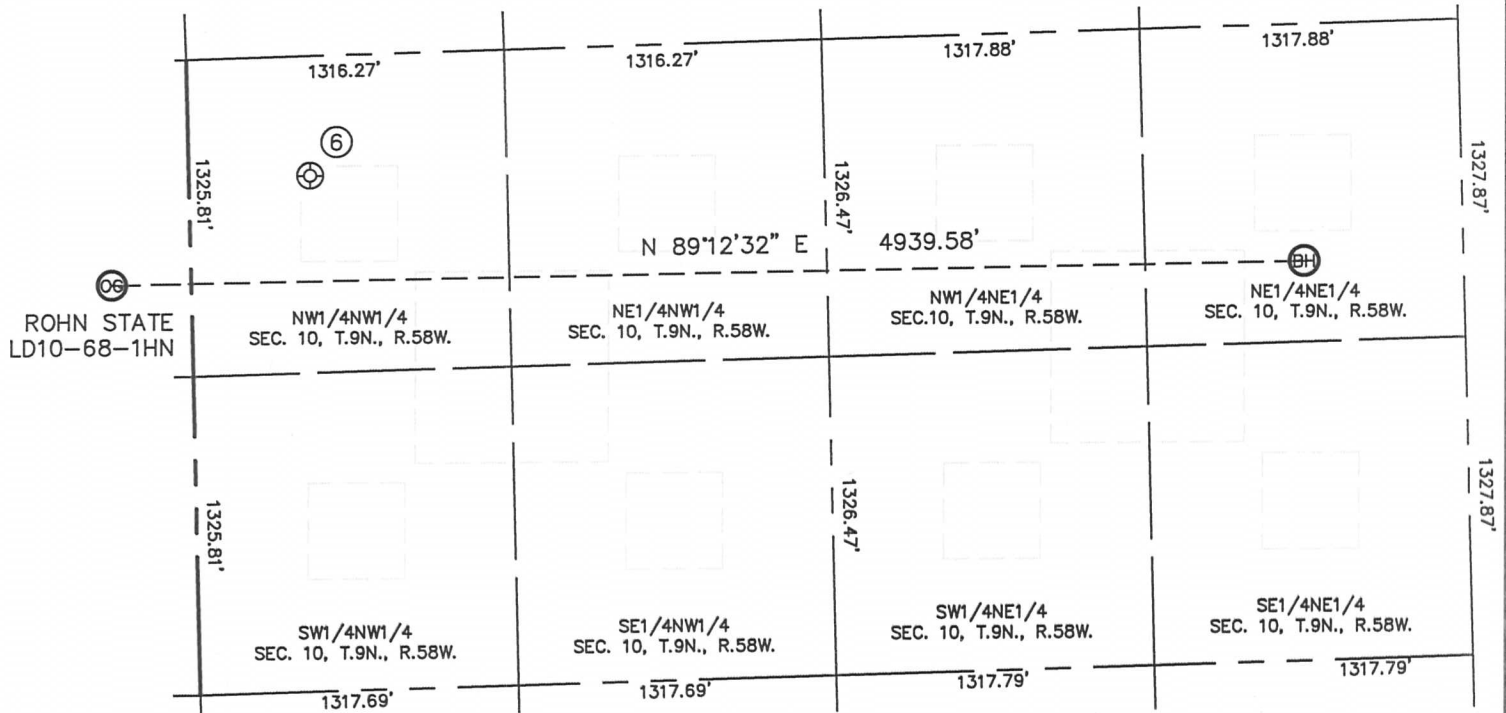 1316.27'
1316.27'
1317.88'
1317.88'
6
1325.81'
1326.47'
1327.87'
N 89°12'32" E 4939.58'
OG
BH
ROHN STATE
LD10-68-1HN
NW1/4NW1/4
SEC. 10, T.9N., R.58W.
NE1/4NW1/4
SEC. 10, T.9N., R.58W.
NW1/4NE1/4
SEC.10, T.9N., R.58W.
NE1/4NE1/4
SEC. 10, T.9N., R.58W.
1325.81'
1326.47'
1327.87'
SW1/4NW1/4
SEC. 10, T.9N., R.58W.
SE1/4NW1/4
SEC. 10, T.9N., R.58W.
SW1/4NE1/4
SEC. 10, T.9N., R.58W.
SE1/4NE1/4
SEC. 10, T.9N., R.58W.
1317.69'
1317.69'
1317.79'
1317.79'